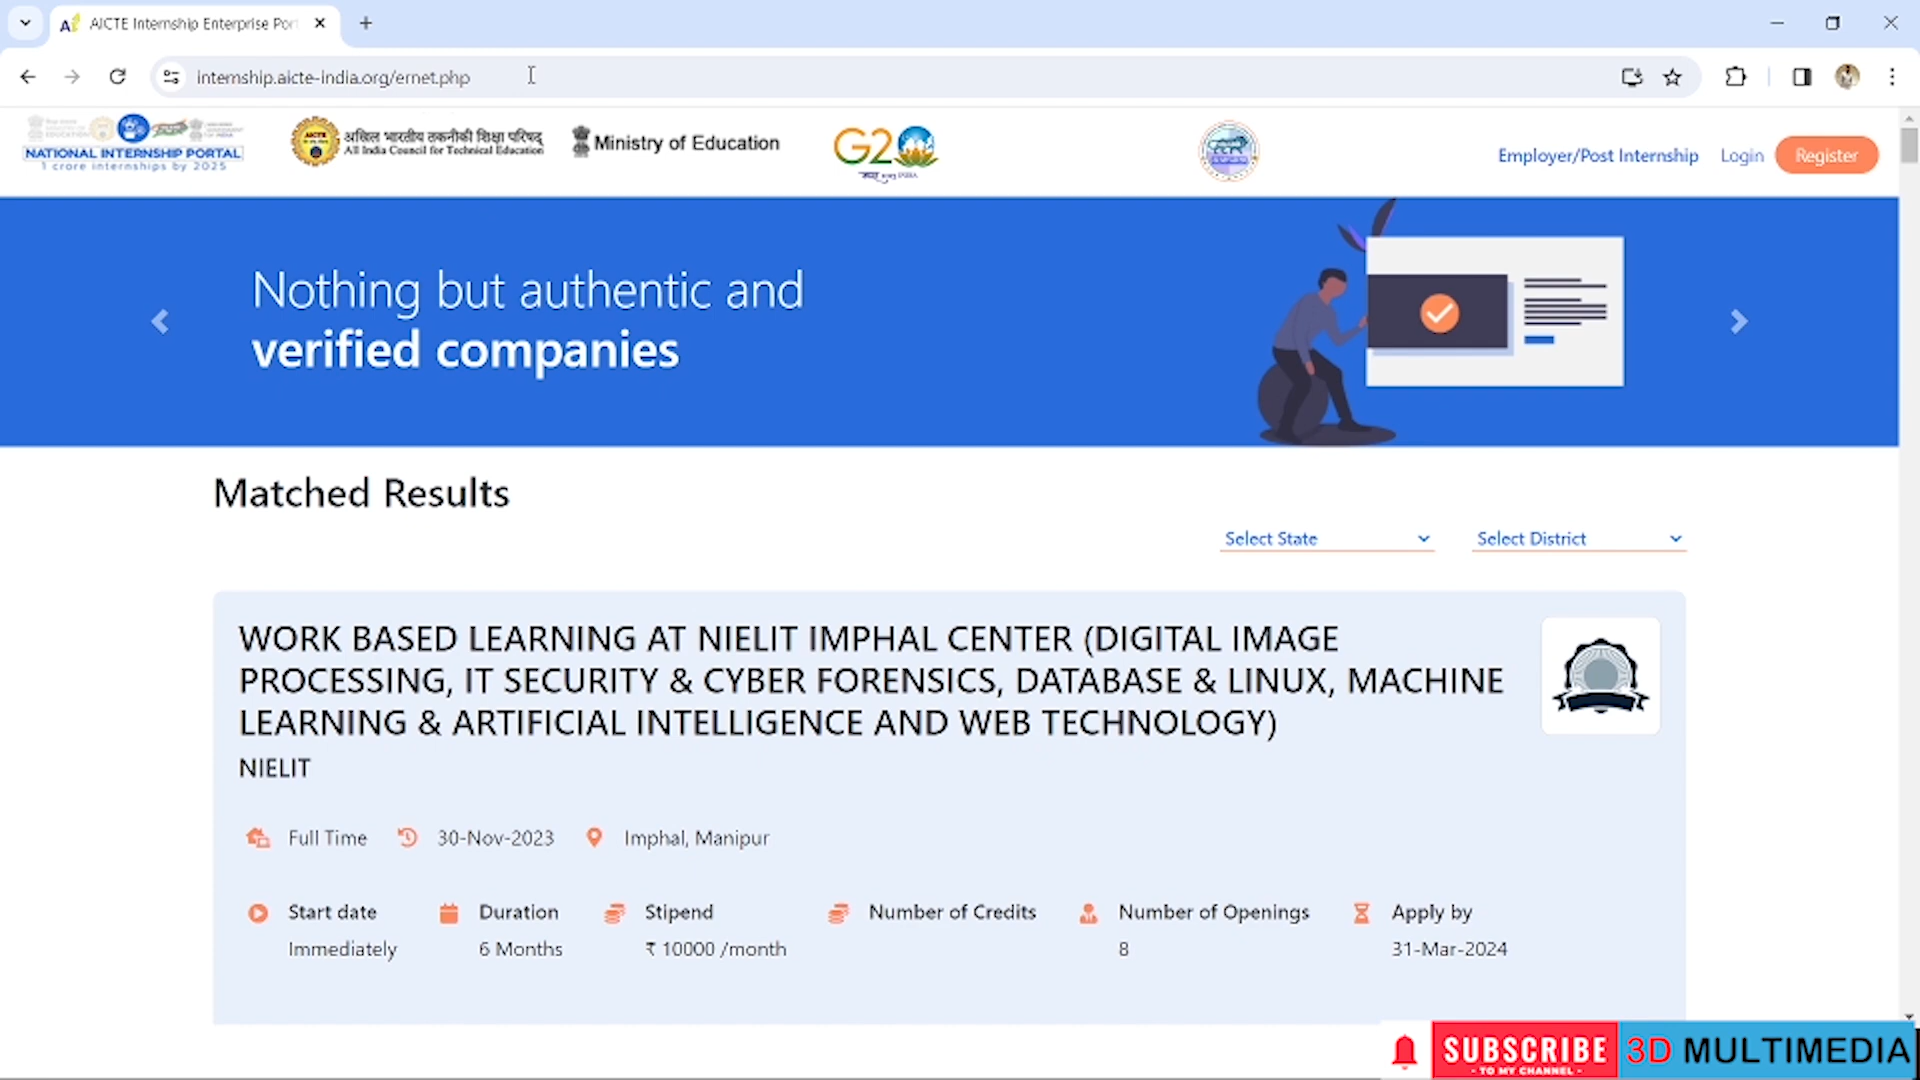 AICTE Internship Enterprise Port
internship.aicte-india.org/ernet.php
NATIONAL INTERNSHIP PORTAL
1 crore internships by 2025
AICTE
अखिल भारतीय तकनीकी शिक्षा परिषद्
All India Council for Technical Education
Ministry of Education
G20
Employer/Post Internship
Login
Register
Nothing but authentic and
verified companies
Matched Results
Select State
Select District
WORK BASED LEARNING AT NIELIT IMPHAL CENTER (DIGITAL IMAGE
PROCESSING, IT SECURITY & CYBER FORENSICS, DATABASE & LINUX, MACHINE
LEARNING & ARTIFICIAL INTELLIGENCE AND WEB TECHNOLOGY)
NIELIT
Full Time
30-Nov-2023
Imphal, Manipur
Start date
Duration
Stipend
Number of Credits
Number of Openings
Apply by
Immediately
6 Months
₹ 10000 /month
8
31-Mar-2024
SUBSCRIBE
- TO MY CHANNEL -
3D MULTIMEDIA